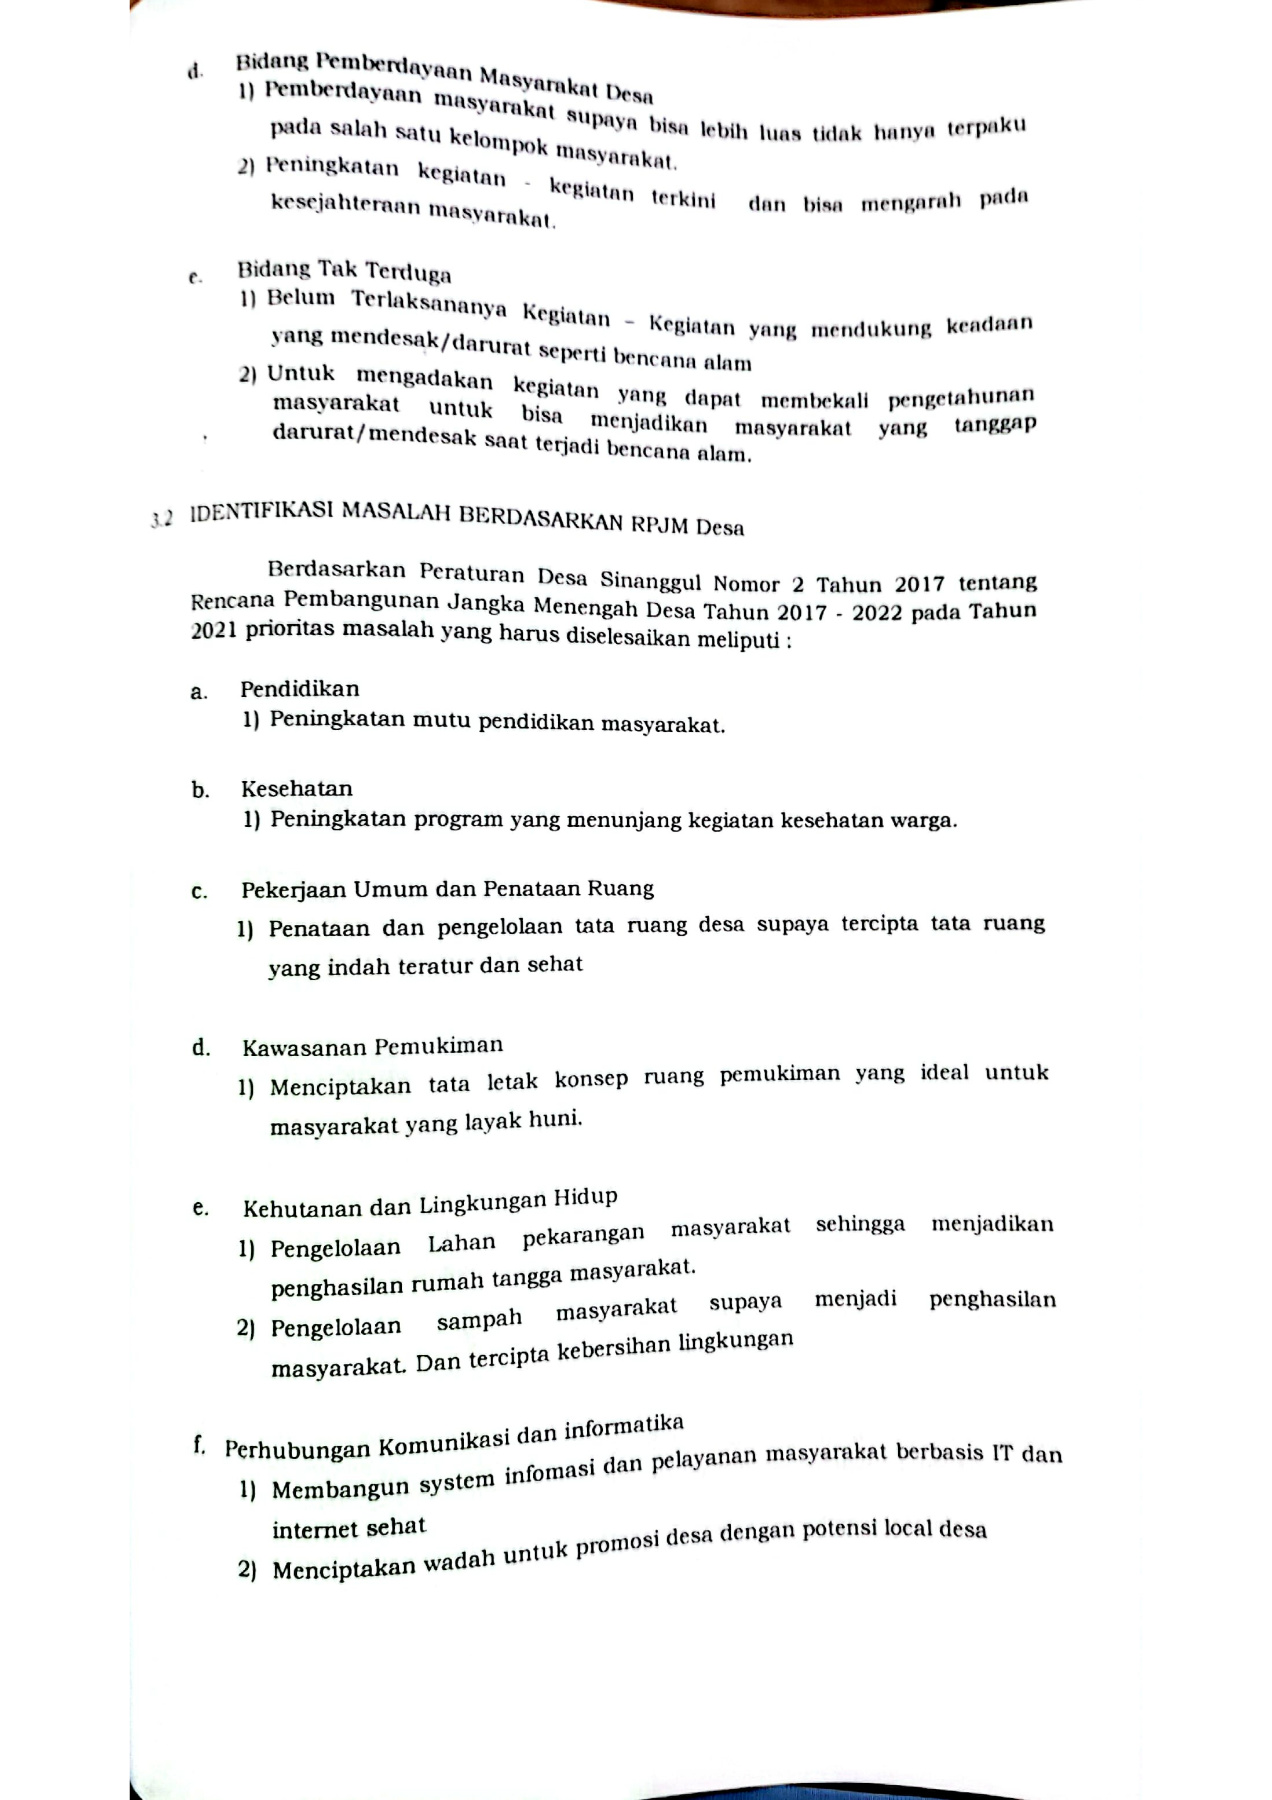 d. Bidang Pemberdayaan Masyarakat Desa
1) Pemberdayaan masyarakat supaya bisa lebih luas tidak hanya terpaku
pada salah satu kelompok masyarakat.
2) Peningkatan kegiatan - kegiatan terkini dan bisa mengarah pada
kesejahteraan masyarakat.
e. Bidang Tak Terduga
1) Belum Terlaksananya Kegiatan – Kegiatan yang mendukung keadaan
yang mendesak/darurat seperti bencana alam
2) Untuk mengadakan kegiatan yang dapat membekali pengetahunan
masyarakat untuk bisa menjadikan masyarakat yang tanggap
darurat/mendesak saat terjadi bencana alam.
3.2 IDENTIFIKASI MASALAH BERDASARKAN RPJM Desa
Berdasarkan Peraturan Desa Sinanggul Nomor 2 Tahun 2017 tentang
Rencana Pembangunan Jangka Menengah Desa Tahun 2017 - 2022 pada Tahun
2021 prioritas masalah yang harus diselesaikan meliputi :
a. Pendidikan
1) Peningkatan mutu pendidikan masyarakat.
b. Kesehatan
1) Peningkatan program yang menunjang kegiatan kesehatan warga.
c. Pekerjaan Umum dan Penataan Ruang
1) Penataan dan pengelolaan tata ruang desa supaya tercipta tata ruang
yang indah teratur dan sehat
d. Kawasanan Pemukiman
1) Menciptakan tata letak konsep ruang pemukiman yang ideal untuk
masyarakat yang layak huni.
e. Kehutanan dan Lingkungan Hidup
1) Pengelolaan Lahan pekarangan masyarakat sehingga menjadikan
penghasilan rumah tangga masyarakat.
2) Pengelolaan sampah masyarakat supaya menjadi penghasilan
masyarakat. Dan tercipta kebersihan lingkungan
f. Perhubungan Komunikasi dan informatika
1) Membangun system infomasi dan pelayanan masyarakat berbasis IT dan
internet sehat
2) Menciptakan wadah untuk promosi desa dengan potensi local desa